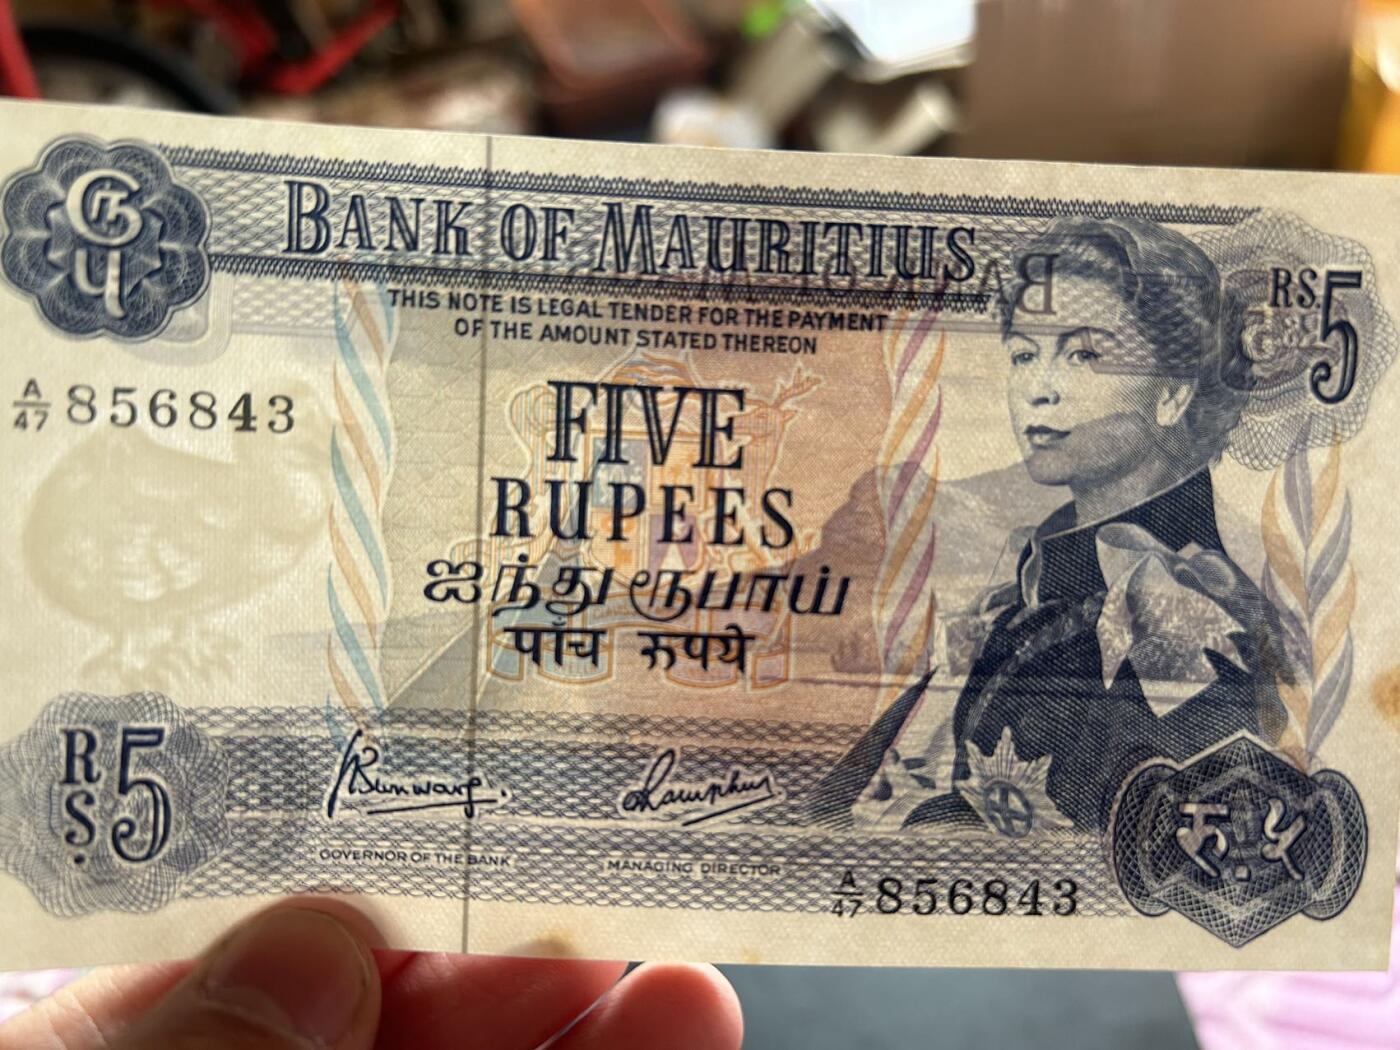 BANK OF MAURITIUS
RS 5
THIS NOTE IS LEGAL TENDER FOR THE PAYMENT
OF THE AMOUNT STATED THEREON
A/47 856843
FIVE
RUPEES
ஐந்து ரூபாய்
पांच रूपये
RS 5
GOVERNOR OF THE BANK
MANAGING DIRECTOR
A/47 856843
रु. ५